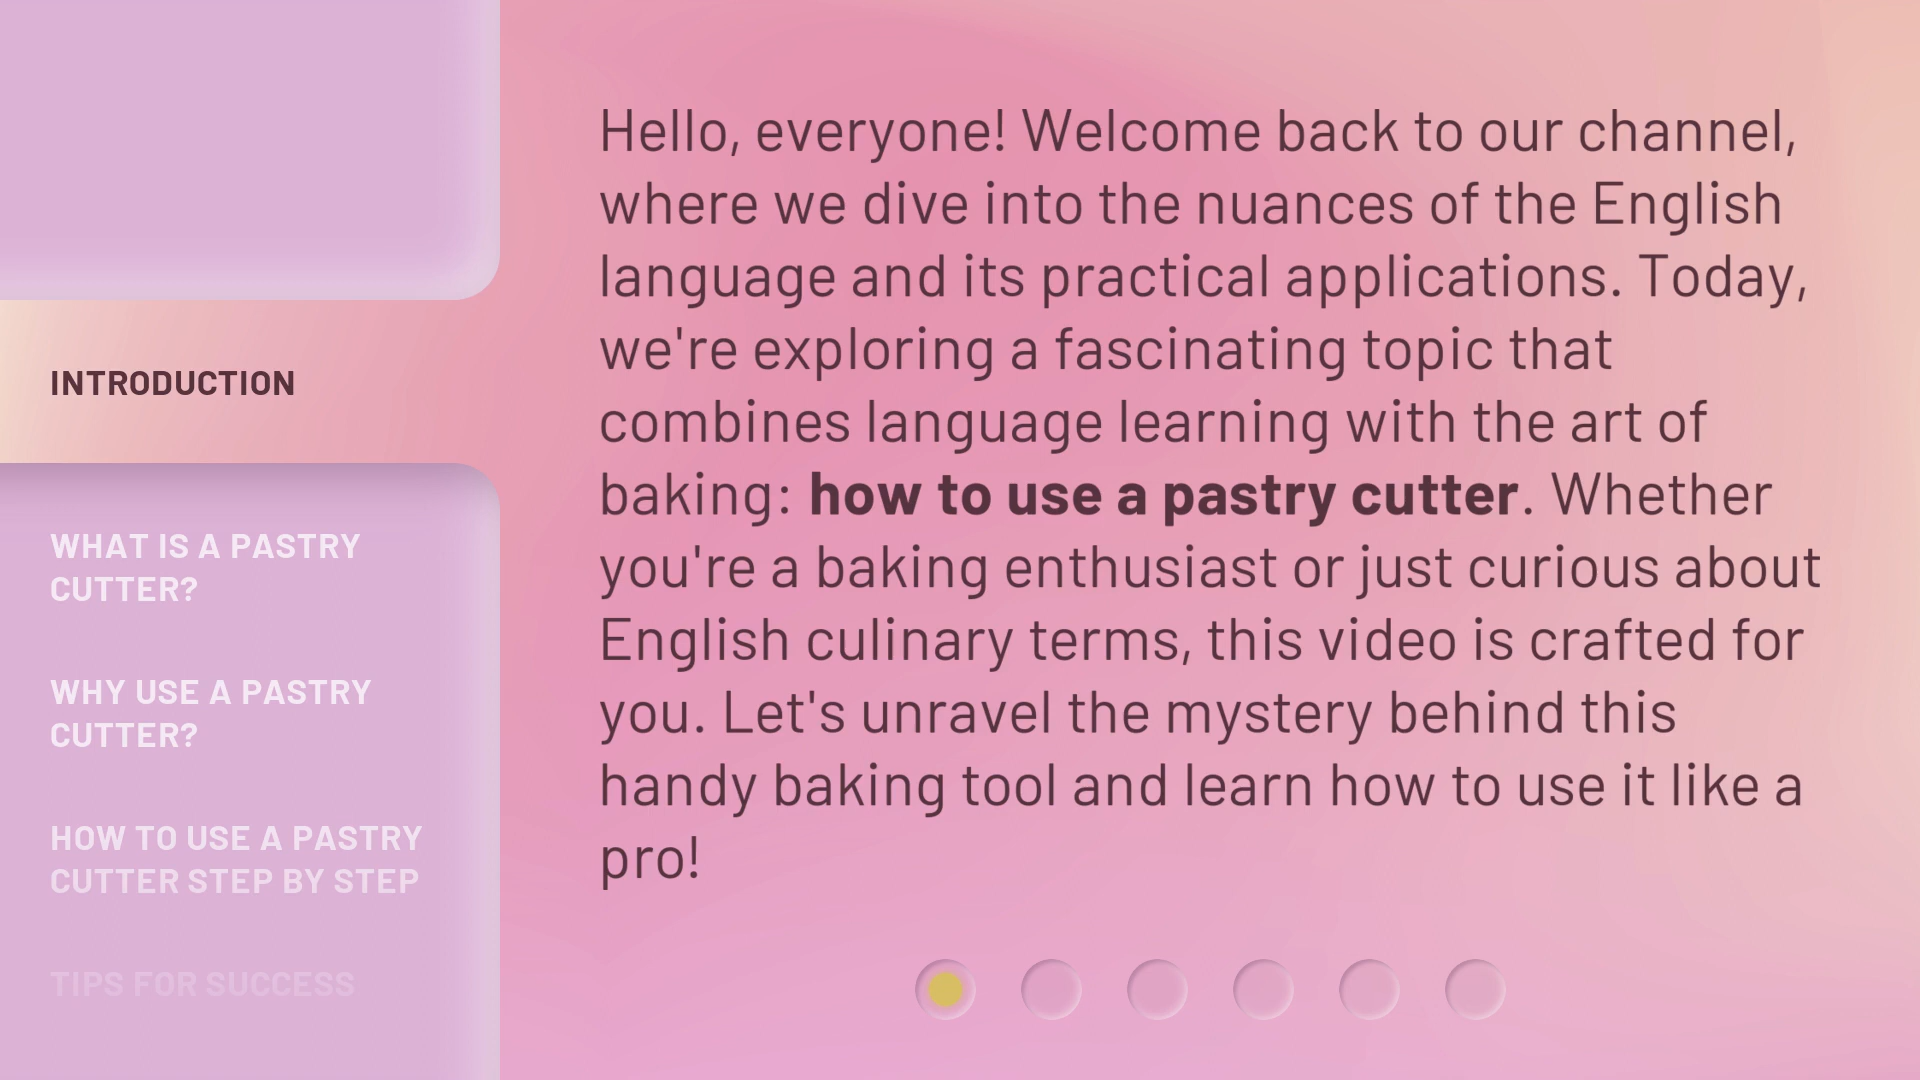 INTRODUCTION
WHAT IS A PASTRY
CUTTER?
WHY USE A PASTRY
CUTTER?
HOW TO USE A PASTRY
CUTTER STEP BY STEP
TIPS FOR SUCCESS
Hello, everyone! Welcome back to our channel,
where we dive into the nuances of the English
language and its practical applications. Today,
we're exploring a fascinating topic that
combines language learning with the art of
baking: how to use a pastry cutter. Whether
you're a baking enthusiast or just curious about
English culinary terms, this video is crafted for
you. Let's unravel the mystery behind this
handy baking tool and learn how to use it like a
pro!